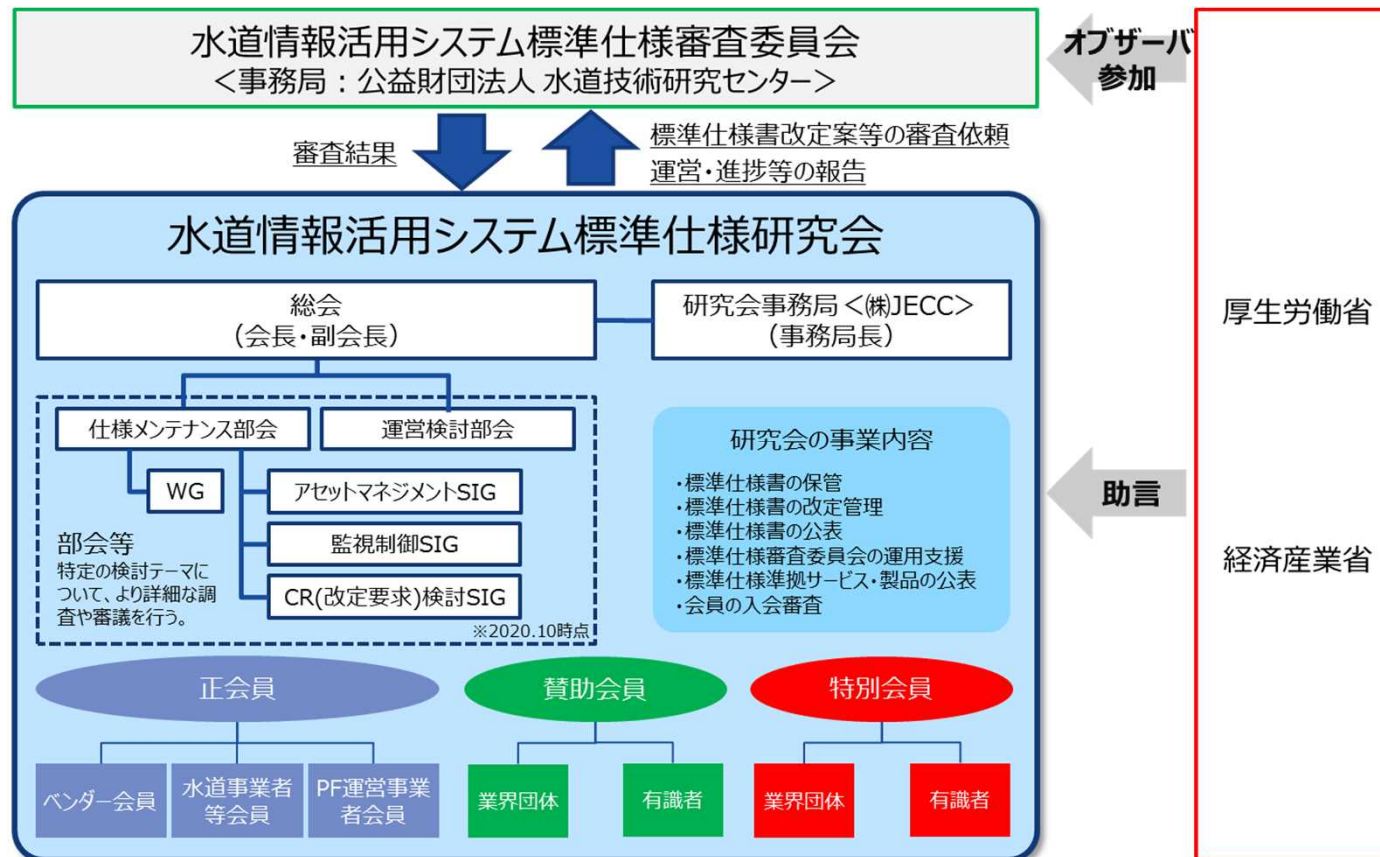 水道情報活用システム標準仕様審査委員会
<事務局：公益財団法人 水道技術研究センター>
オブザーバ
参加
審査結果
標準仕様書改定案等の審査依頼
運営・進捗等の報告
水道情報活用システム標準仕様研究会
総会
（会長・副会長）
研究会事務局<㈱JECC>
（事務局長）
厚生労働省
仕様メンテナンス部会
運営検討部会
WG
アセットマネジメントSIG
監視制御SIG
CR(改定要求)検討SIG
部会等
特定の検討テーマに
ついて、より詳細な調
査や審議を行う。
※2020.10時点
研究会の事業内容
・標準仕様書の保管
・標準仕様書の改定管理
・標準仕様書の公表
・標準仕様審査委員会の運用支援
・標準仕様準拠サービス・製品の公表
・会員の入会審査
助言
経済産業省
正会員
賛助会員
特別会員
ベンダー会員
水道事業者
等会員
PF運営事業
者会員
業界団体
有識者
業界団体
有識者